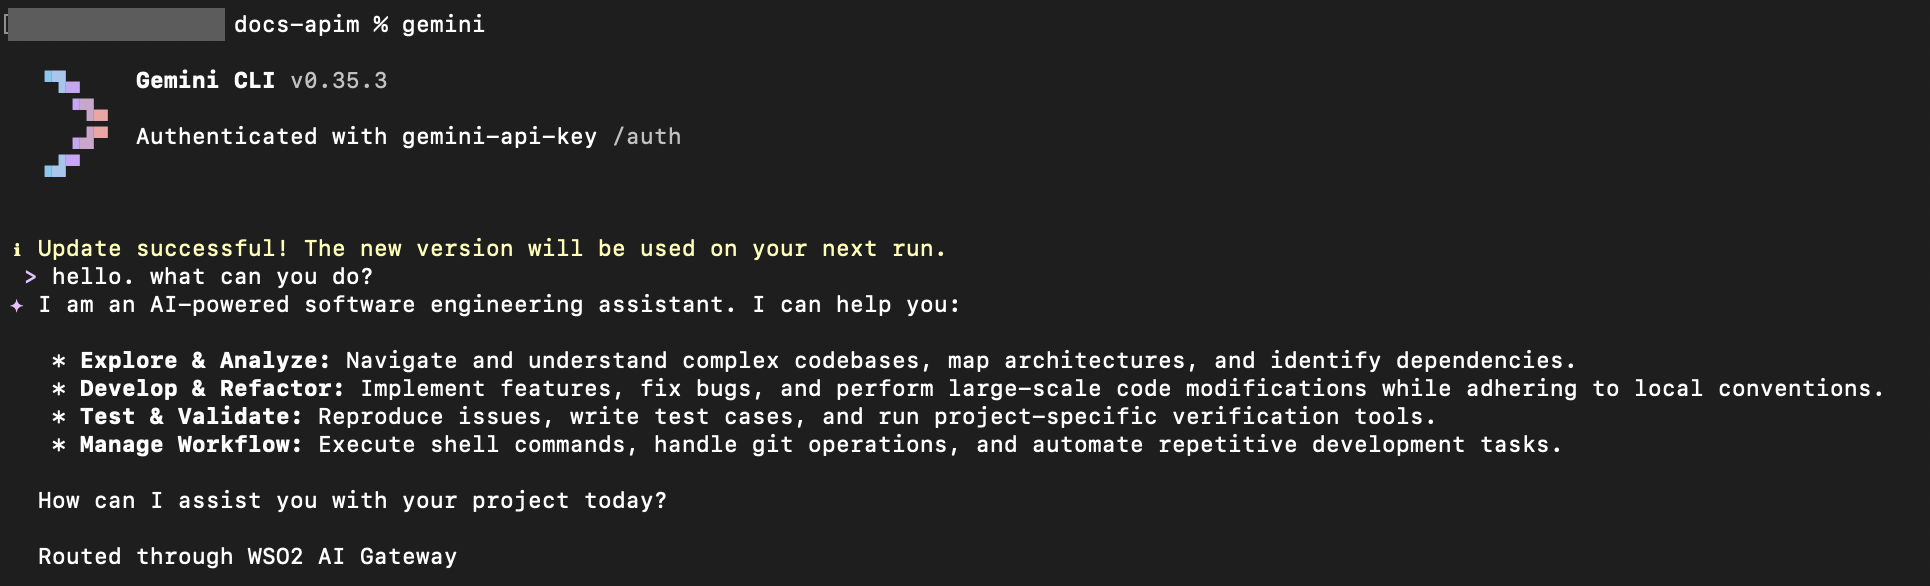 docs-apim % gemini
Gemini CLI v0.35.3
Authenticated with gemini-api-key /auth
i Update successful! The new version will be used on your next run.
> hello. what can you do?
✦ I am an AI-powered software engineering assistant. I can help you:
* Explore & Analyze: Navigate and understand complex codebases, map architectures, and identify dependencies.
* Develop & Refactor: Implement features, fix bugs, and perform large-scale code modifications while adhering to local conventions.
* Test & Validate: Reproduce issues, write test cases, and run project-specific verification tools.
* Manage Workflow: Execute shell commands, handle git operations, and automate repetitive development tasks.
How can I assist you with your project today?
Routed through WSO2 AI Gateway